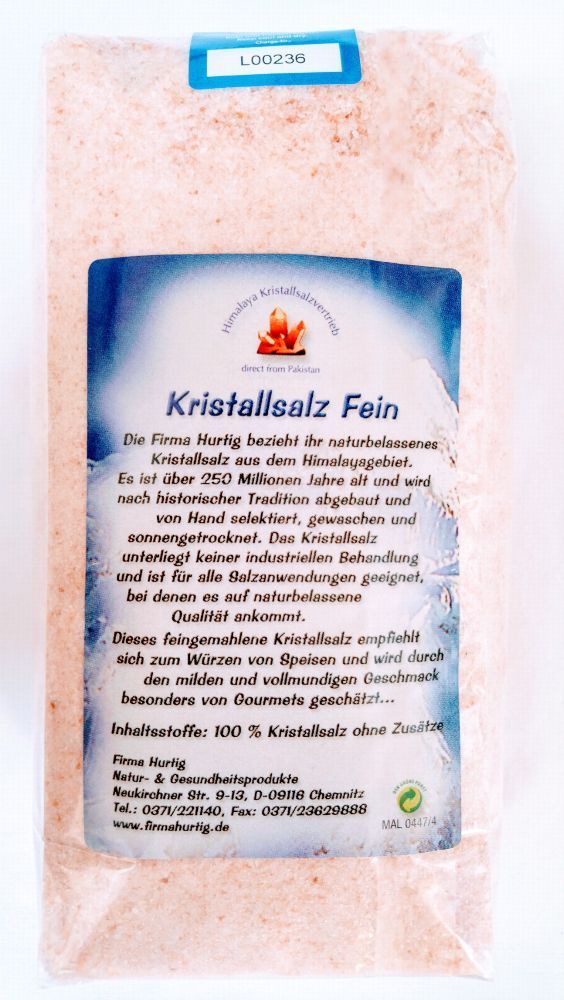 Charge Nr.
L00236
Himalaya Kristallsalzvertrieb
direct from Pakistan
Kristallsalz Fein
Die Firma Hurtig bezieht ihr naturbelassenes
Kristallsalz aus dem Himalayagebiet.
Es ist über 250 Millionen Jahre alt und wird
nach historischer Tradition abgebaut und
von Hand selektiert, gewaschen und
sonnengetrocknet. Das Kristallsalz
unterliegt keiner industriellen Behandlung
und ist für alle Salzanwendungen geeignet,
bei denen es auf naturbelassene
Qualität ankommt.
Dieses feingemahlene Kristallsalz empfiehlt
sich zum Würzen von Speisen und wird durch
den milden und vollmundigen Geschmack
besonders von Gourmets geschätzt...
Inhaltsstoffe: 100 % Kristallsalz ohne Zusätze
Firma Hurtig
Natur- & Gesundheitsprodukte
Neukirchner Str. 9-13, D-09116 Chemnitz
Tel.: 0371/221140, Fax: 0371/23629888
www.firmahurtig.de
DER GRÜNE PUNKT
MAL 0447/4